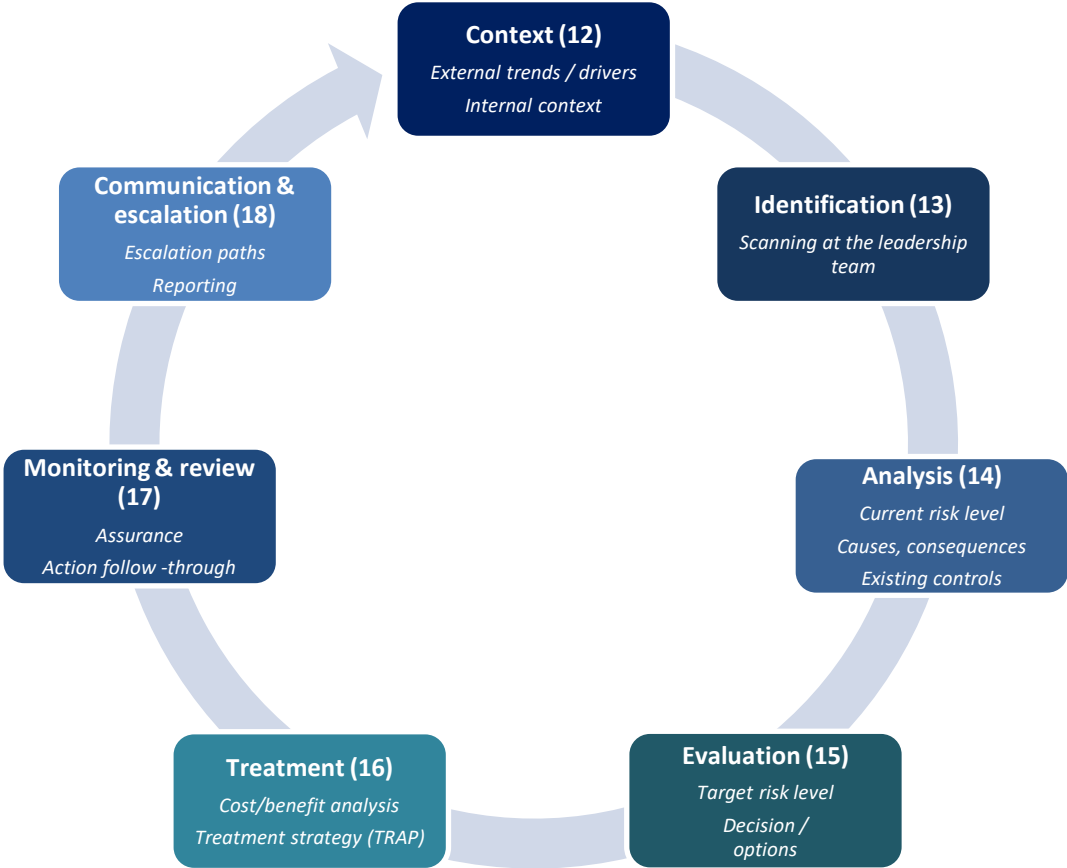 Context (12)
External trends / drivers
Internal context
Identification (13)
Scanning at the leadership
team
Analysis (14)
Current risk level
Causes, consequences
Existing controls
Evaluation (15)
Target risk level
Decision /
options
Treatment (16)
Cost/benefit analysis
Treatment strategy (TRAP)
Monitoring & review
(17)
Assurance
Action follow -through
Communication &
escalation (18)
Escalation paths
Reporting